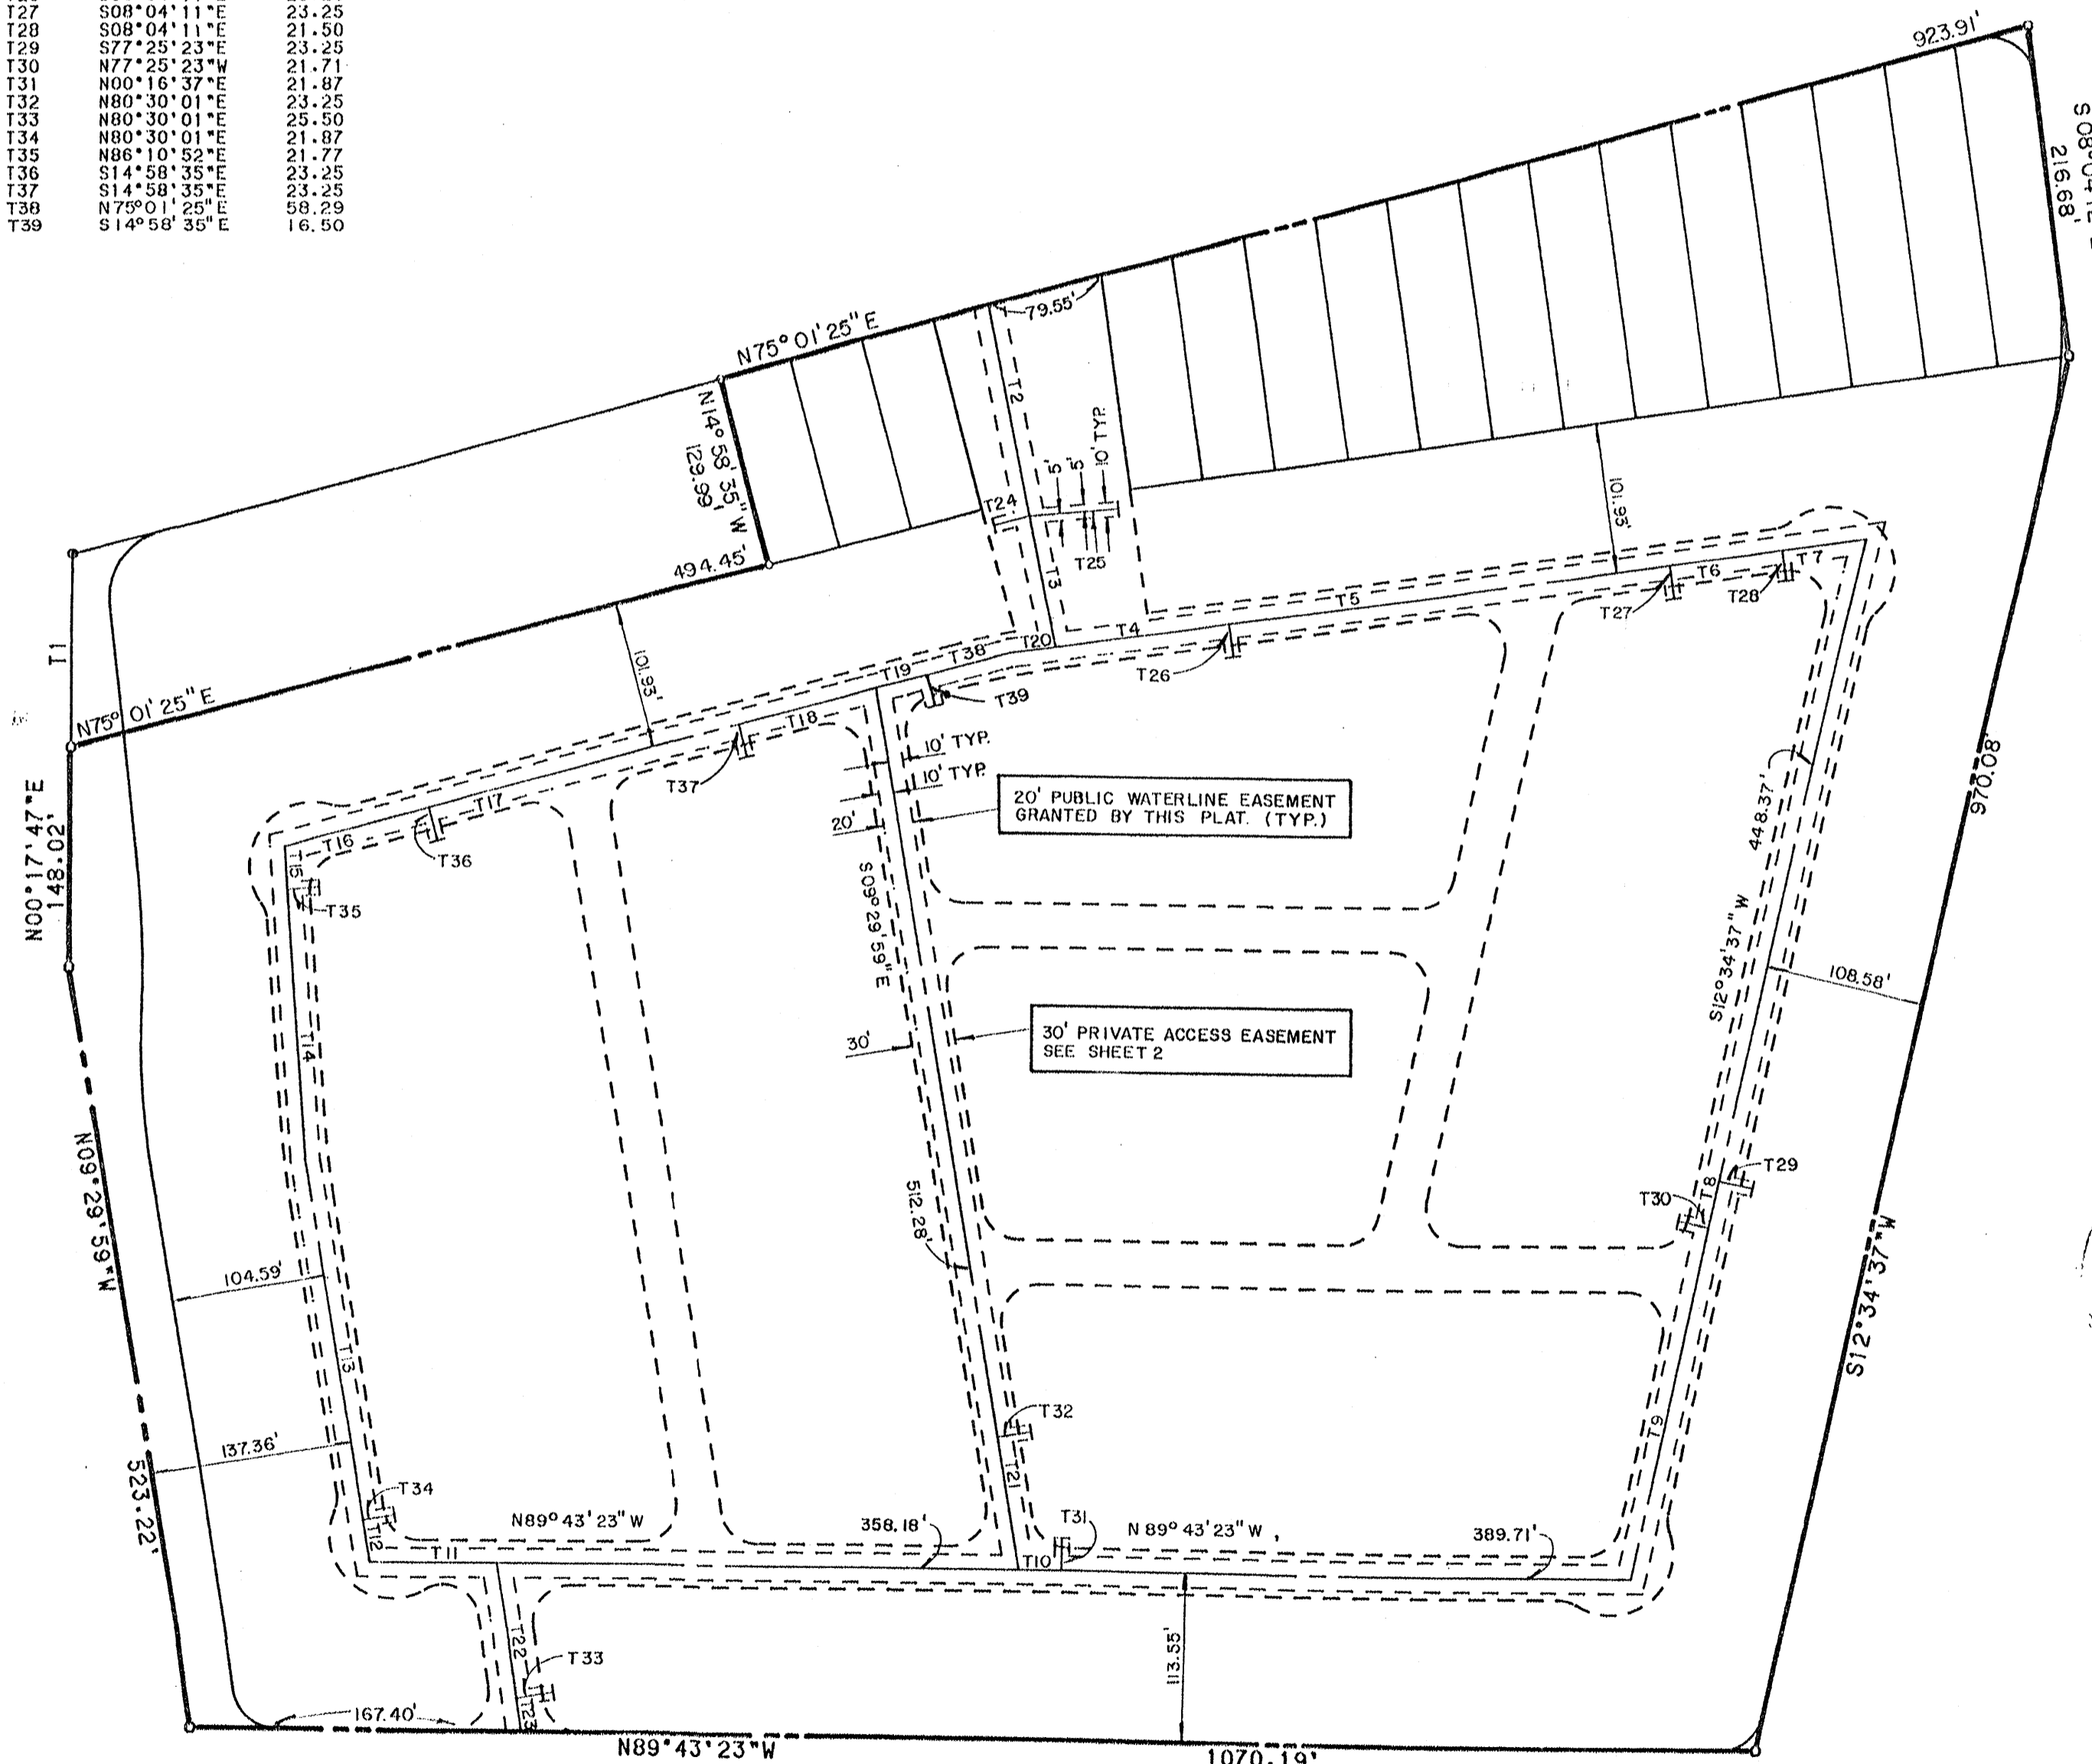 T27 S08°04'11"E 23.25
T28 S08°04'11"E 21.50
T29 S77°25'23"E 23.25
T30 N77°25'23"W 21.71
T31 N00°16'37"E 21.87
T32 N80°30'01"E 23.25
T33 N80°30'01"E 25.50
T34 N80°30'01"E 21.87
T35 N86°10'52"E 21.77
T36 S14°58'35"E 23.25
T37 S14°58'35"E 23.25
T38 N75°01'25"E 58.29
T39 S14°58'35"E 16.50
923.91'
216.68'
79.55'
N75°01'25"E
T2
N14°58'35"W
129.99'
10' TYP.
5'
5'
T24
T25
T3
101.93'
494.45'
T1
T7
T6
T28
T27
T5
T4
T20
T26
T38
T19
T39
101.93'
N75°01'25"E
T18
T37
10' TYP.
10' TYP.
20'
20' PUBLIC WATERLINE EASEMENT
GRANTED BY THIS PLAT. (TYP.)
T17
T16
T36
T15
T35
N00°17'47"E
148.02'
S09°29'59"E
448.37'
970.08'
S12°34'37"W
108.58'
30' PRIVATE ACCESS EASEMENT
SEE SHEET 2
30'
T14
N09°29'59"W
T29
T8
T30
512.28'
S12°34'37"W
104.59'
T13
137.36'
523.22'
T32
T21
T9
T34
T12
N89°43'23"W
358.18'
T31
N89°43'23"W
389.71'
T11
T10
T22
T33
T23
113.55'
167.40'
N89°43'23"W
1070.19'